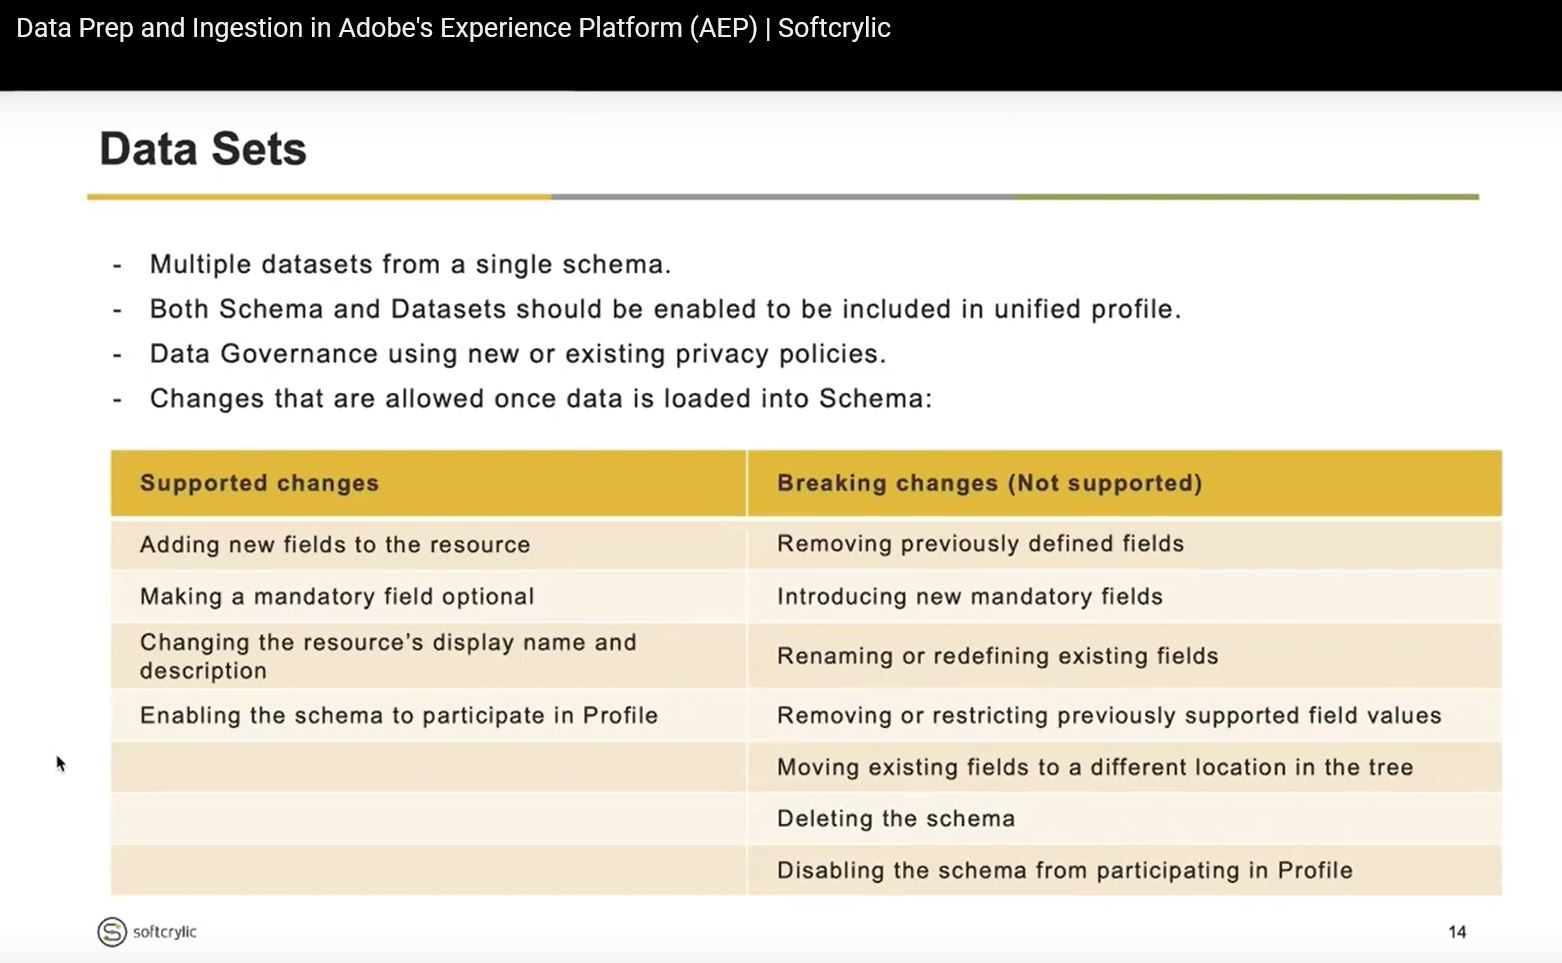 Data Prep and Ingestion in Adobe's Experience Platform (AEP) | Softcrylic
Data Sets
- Multiple datasets from a single schema.
- Both Schema and Datasets should be enabled to be included in unified profile.
- Data Governance using new or existing privacy policies.
- Changes that are allowed once data is loaded into Schema:
Supported changes
Breaking changes (Not supported)
Adding new fields to the resource
Removing previously defined fields
Making a mandatory field optional
Introducing new mandatory fields
Changing the resource’s display name and
description
Renaming or redefining existing fields
Enabling the schema to participate in Profile
Removing or restricting previously supported field values
Moving existing fields to a different location in the tree
Deleting the schema
Disabling the schema from participating in Profile
softcrylic
14